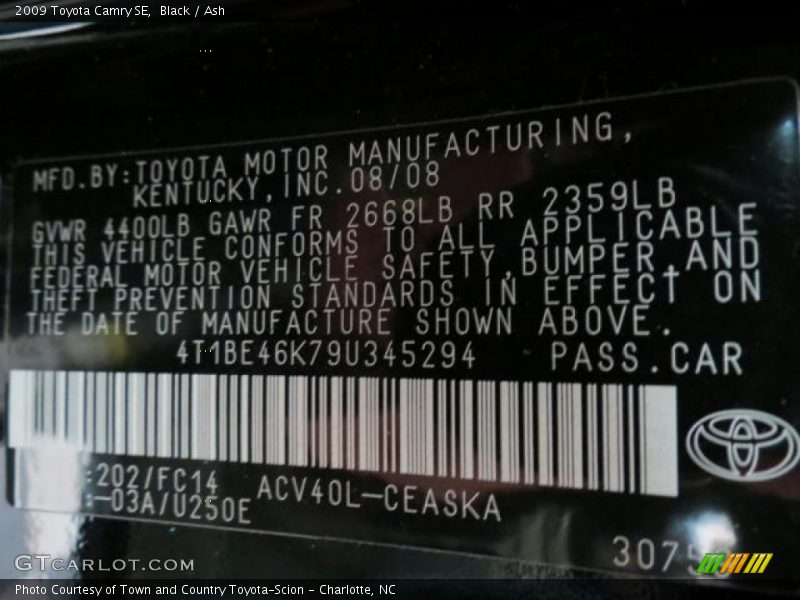 2009 Toyota Camry SE, Black / Ash
MFD.BY:TOYOTA MOTOR MANUFACTURING,
KENTUCKY,INC.08/08
GVWR 4400LB GAWR FR 2668LB RR 2359LB
THIS VEHICLE CONFORMS TO ALL APPLICABLE
FEDERAL MOTOR VEHICLE SAFETY,BUMPER,AND
THEFT PREVENTION STANDARDS IN EFFECT ON
THE DATE OF MANUFACTURE SHOWN ABOVE.
4T1BE46K79U345294 PASS.CAR
:202/FC14
:-03A/U250E ACV40L-CEASKA
GTCARLOT.COM
Photo Courtesy of Town and Country Toyota-Scion - Charlotte, NC